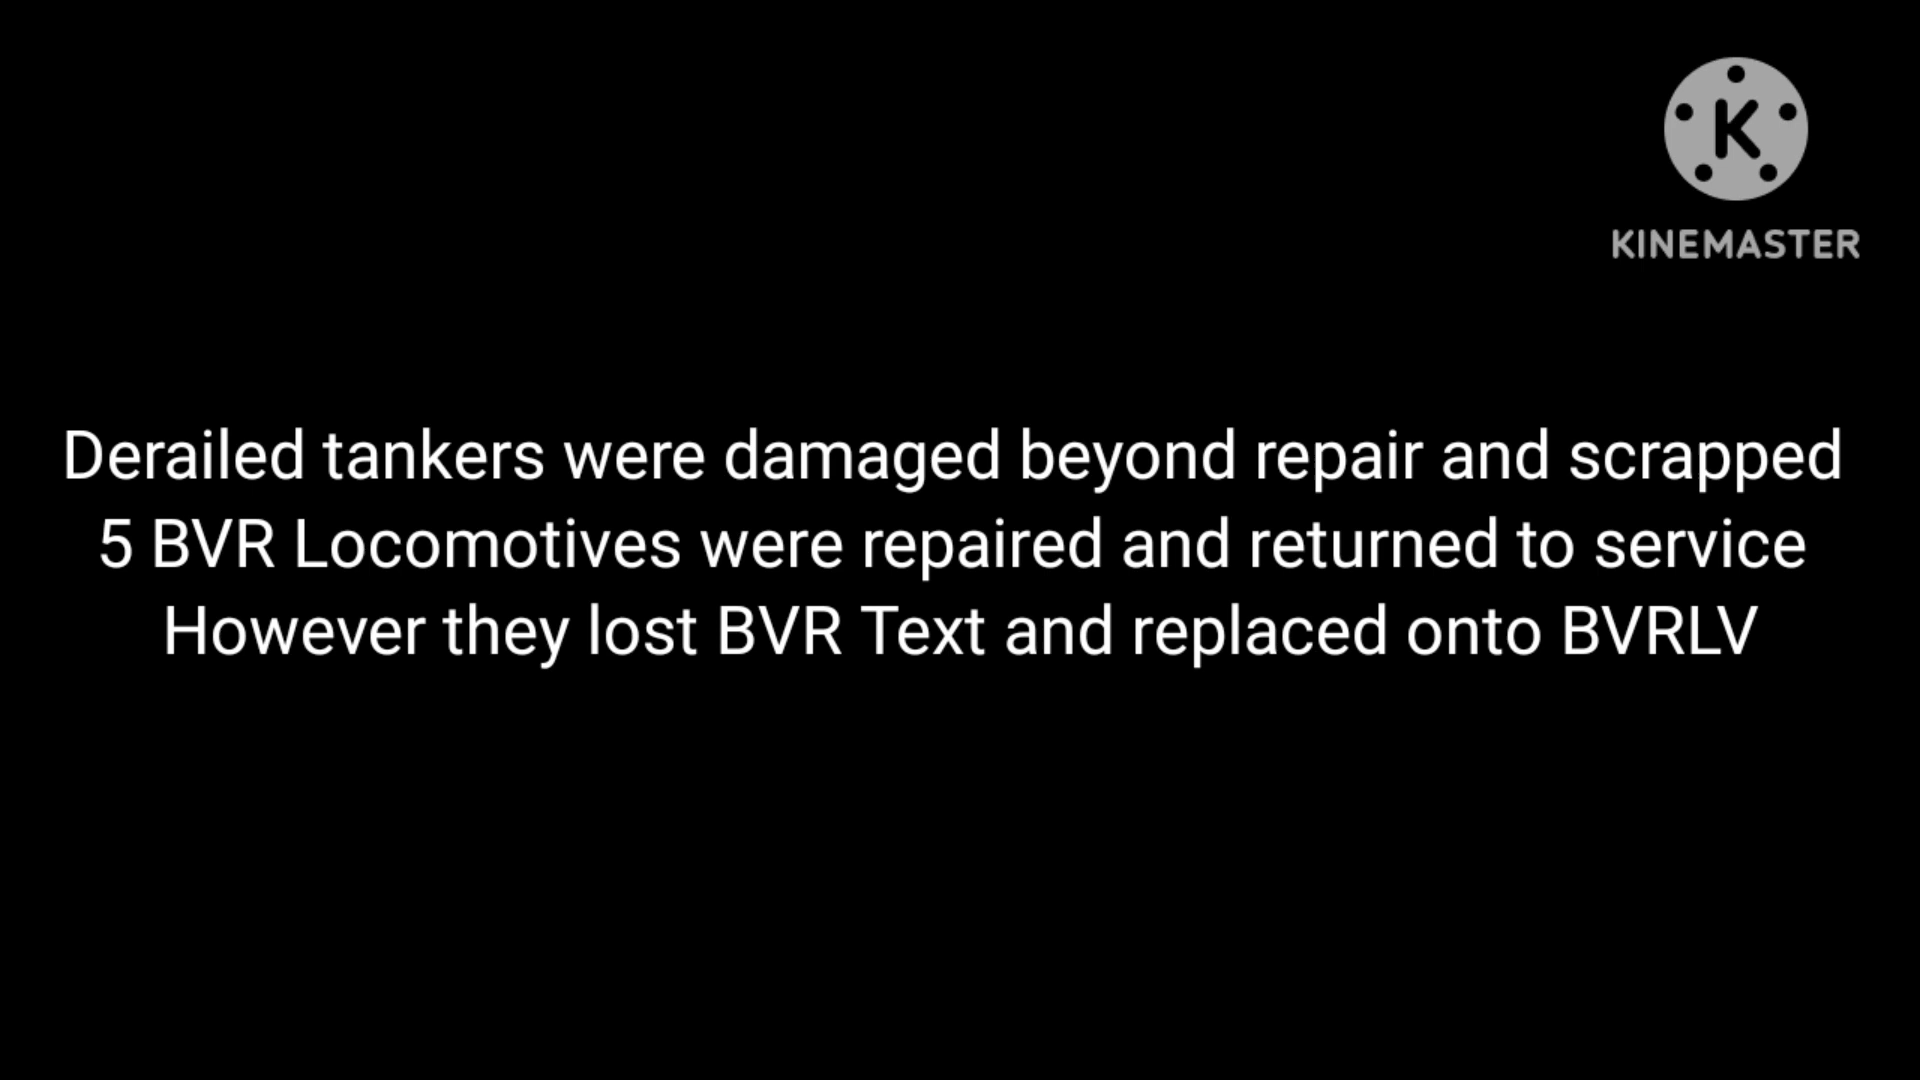 K
KINEMASTER
Derailed tankers were damaged beyond repair and scrapped
5 BVR Locomotives were repaired and returned to service
However they lost BVR Text and replaced onto BVRLV